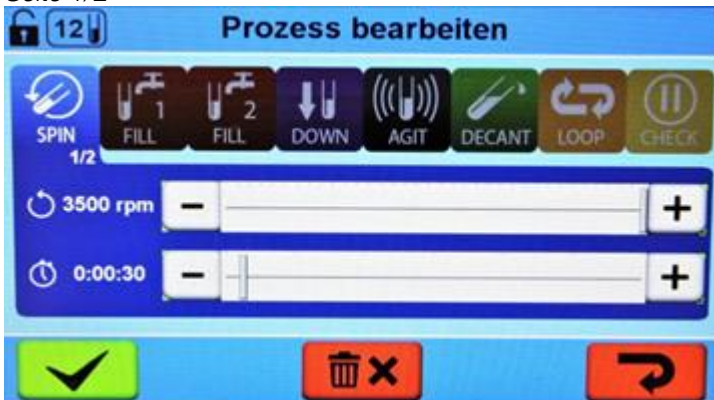 12
Prozess bearbeiten
1
2
SPIN
FILL
FILL
DOWN
AGIT
DECANT
LOOP
CHECK
1/2
3500 rpm
0:00:30